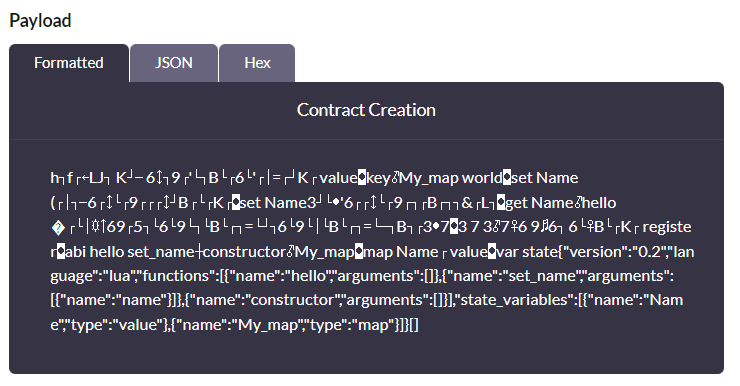 Payload
Formatted JSON Hex
Contract Creation
h┐f┌←LJ┐ K┘─ 6↕┐9┌'└┐B└┌6└'┌│=┌┘K┌ value◘key♂My_map world◘set Name
(┌│┐─6┌↕└┌9┌┌┌↕┘B┌└┌K┌◘set Name3┘└♦'6┌┌↕└┌9┌┐┌B┌┐┐&┌L┐◘get Name♂hello
�┌└│¤↕69┌5┐└6└9└┐└B└┌┐=└┘┐6└9└│└B└┌┐=└─┐B┐┌3♦7◘3 7 3♂7♀6 9♬6┐ 6└♀B└┌K┌ registe
r◘abi hello set_name┼constructor♂My_map◘map Name┌ value◘var state{"version":"0.2","lan
guage":"lua","functions":[{"name":"hello","arguments":[]},{"name":"set_name","arguments":
[{"name":"name"}]},{"name":"constructor","arguments":[]}],"state_variables":[{"name":"Nam
e","type":"value"},{"name":"My_map","type":"map"}]}[]